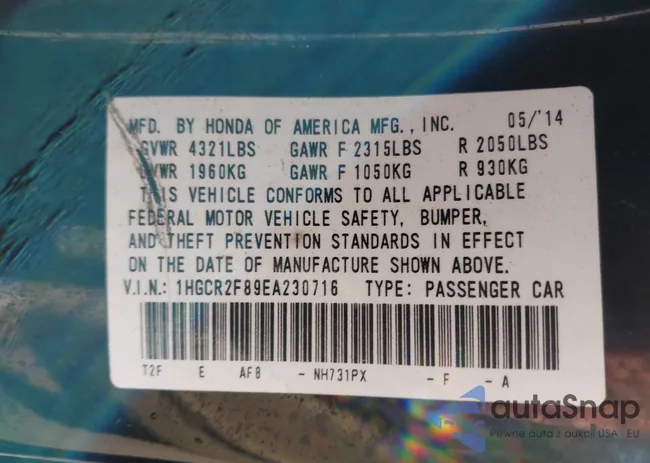 MFD. BY HONDA OF AMERICA MFG., INC. 05/'14
GVWR 4321LBS GAWR F 2315LBS R 2050LBS
GVWR 1960KG GAWR F 1050KG R 930KG
THIS VEHICLE CONFORMS TO ALL APPLICABLE
FEDERAL MOTOR VEHICLE SAFETY, BUMPER,
AND THEFT PREVENTION STANDARDS IN EFFECT
ON THE DATE OF MANUFACTURE SHOWN ABOVE.
V.I.N.: 1HGCR2F89EA230716 TYPE: PASSENGER CAR
T2F E AF8 - NH731PX - F - A
autaSnap
Pewne auta z aukcji USA i EU